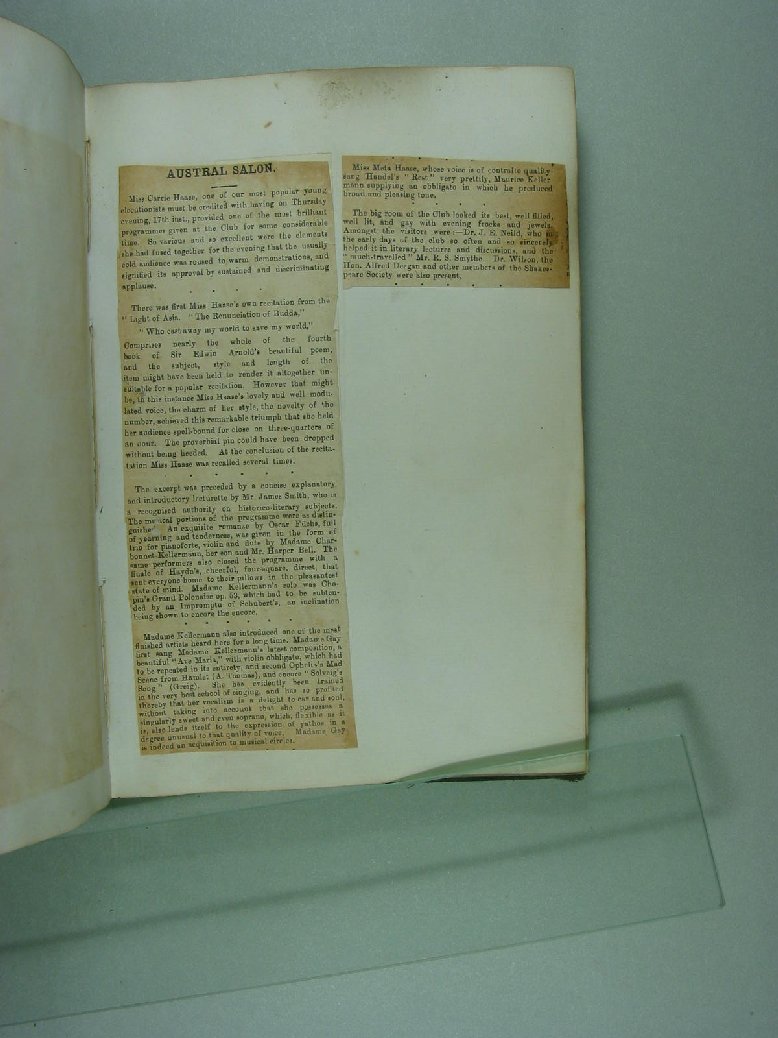 AUSTRAL SALON.
Miss Carrie Haase, one of our most popular young
elocutionists must be credited with having on Thursday
evening, 17th inst., provided one of the most brilliant
programmes given at the Club for some considerable
time. So various and so excellent were the elements
she had fused together for the evening that the usually
cold audience was roused to warm demonstrations, and
signified its approval by sustained and discriminating
applause.
There was first Miss Haase's own recitation from the
"Light of Asia. "The Renunciation of Budda,"
"Who cast away my world to save my world,"
Comprises nearly the whole of the fourth
book of Sir Edwin Arnold's beautiful poem,
and the subject, style and length of the
item might have been held to render it altogether un-
suitable for a popular recitation. However that might
be, in this instance Miss Haase's lovely and well modu-
lated voice, the charm of her style, the novelty of the
number, achieved this remarkable triumph that she held
her audience spell-bound for close on three-quarters of
an hour. The proverbial pin could have been dropped
without being heeded. At the conclusion of the recita-
tation Miss Haase was recalled several times.
The excerpt was preceded by a concise explanatory
and introductory lecturette by Mr. James Smith, who is
a recognised authority on historico-literary subjects.
The musical portions of the programme were as distin-
guished. An exquisite romance by Oscar Fuchs, full
of yearning and tenderness, was given in the form of
trio for pianoforte, violin and flute by Madame Char-
bonnet-Kellermann, her son and Mr. Harper Bell. The
same performers also closed the programme with a
finale of Haydn's, cheerful, four-square, direct, that
sent everyone home to their pillows in the pleasantest
state of mind. Madame Kellermann's solo was Cho-
pin's Grand Polonaise op. 53, which had to be succee-
ded by an Impromptu of Schubert's, an inclination
being shown to encore the encore.
Madame Kellermann also introduced one of the most
finished artists heard here for a long time. Madame Gay
first sang Madame Kellermann's latest composition, a
beautiful "Ave Maria," with violin obbligato, which had
to be repeated in its entirety, and second Ophelia's Mad
Scene from Hamlet (A. Thomas), and encore "Solveig's
Song" (Greig). She has evidently been trained
in the very best school of singing, and has so profited
thereby that her vocalism is a delight to ear and soul,
without taking into account that she possesses a
singularly sweet and even soprano, which, flexible as it
is, also lends itself to the expression of pathos in a
degree unusual to that quality of voice. Madame Gay
is indeed an acquisition to musical circles.
Miss Meta Haase, whose voice is of contralto quality
sang Handel's "Rest" very prettily, Maurice Keller-
mann supplying an obbligato in which he produced
broad and pleasing tone.
The big room of the Club looked its best, well filled,
well lit, and gay with evening frocks and jewels.
Amongst the visitors were:—Dr. J. E. Neild, who in
the early days of the club so often and so sincerely
helped it in literary lectures and discussions, and the
"much-travelled" Mr. R. S. Smythe. Dr. Wilson, the
Hon. Alfred Deegan and other members of the Shakes-
peare Society were also present.